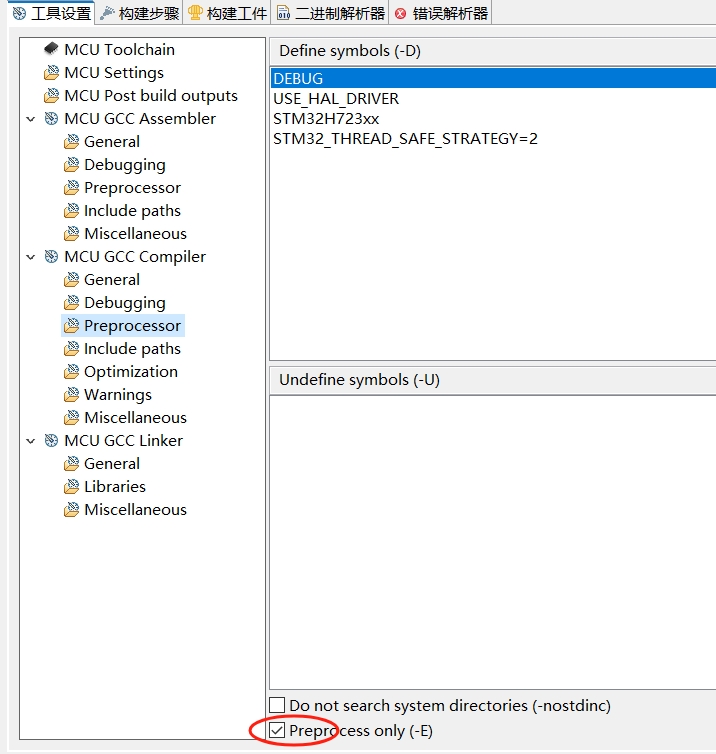 工具设置 构建步骤 构建工件 二进制解析器 错误解析器
MCU Toolchain
MCU Settings
MCU Post build outputs
MCU GCC Assembler
General
Debugging
Preprocessor
Include paths
Miscellaneous
MCU GCC Compiler
General
Debugging
Preprocessor
Include paths
Optimization
Warnings
Miscellaneous
MCU GCC Linker
General
Libraries
Miscellaneous
Define symbols (-D)
DEBUG
USE_HAL_DRIVER
STM32H723xx
STM32_THREAD_SAFE_STRATEGY=2
Undefine symbols (-U)
Do not search system directories (-nostdinc)
Preprocess only (-E)